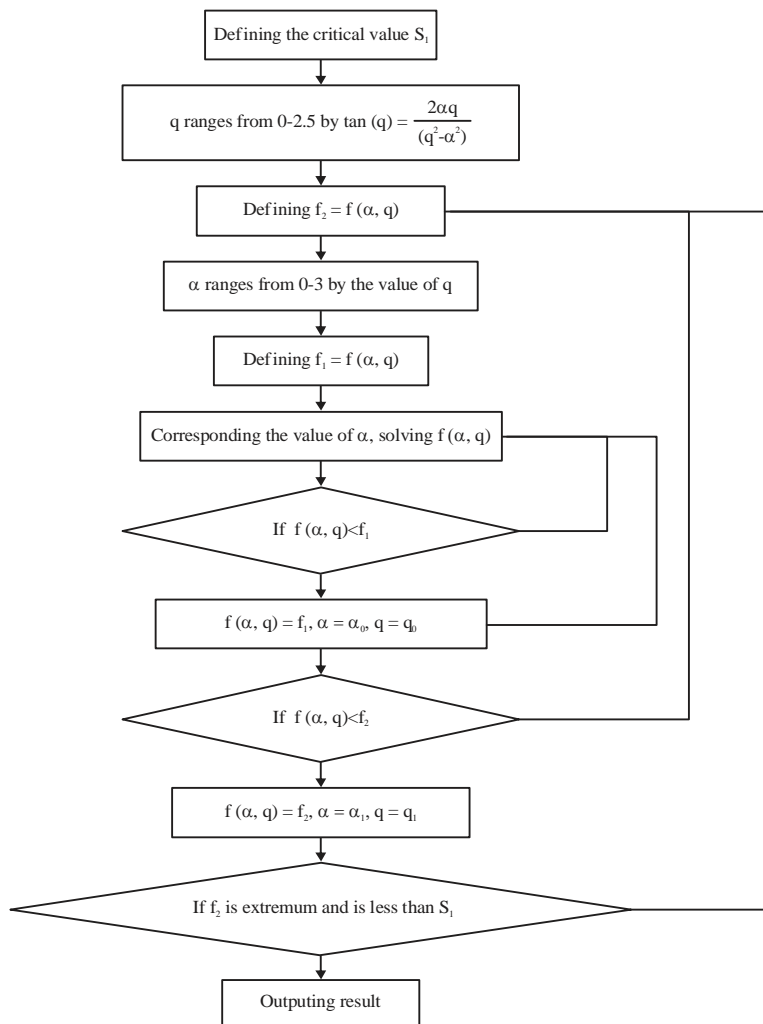 Defining the critical value S₁
q ranges from 0-2.5 by tan (q) = 2αq / (q²-α²)
Defining f₂ = f (α, q)
α ranges from 0-3 by the value of q
Defining f₁ = f (α, q)
Corresponding the value of α, solving f (α, q)
If f (α, q)<f₁
f (α, q) = f₁, α = α₀, q = q₀
If f (α, q)<f₂
f (α, q) = f₂, α = α₁, q = q₁
If f₂ is extremum and is less than S₁
Outputing result